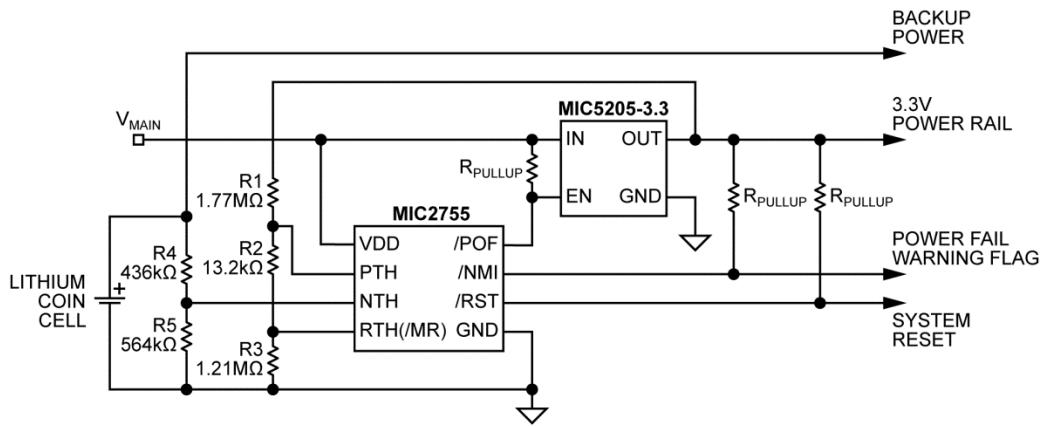 BACKUP
POWER
V_MAIN
MIC5205-3.3
3.3V
POWER RAIL
IN
OUT
R_PULLUP
EN
GND
R_PULLUP
R_PULLUP
R1
1.77MΩ
MIC2755
VDD
/POF
R4
436kΩ
R2
13.2kΩ
PTH
/NMI
POWER FAIL
WARNING FLAG
LITHIUM
COIN
CELL
+
NTH
/RST
R5
564kΩ
RTH(/MR)
GND
SYSTEM
RESET
R3
1.21MΩ